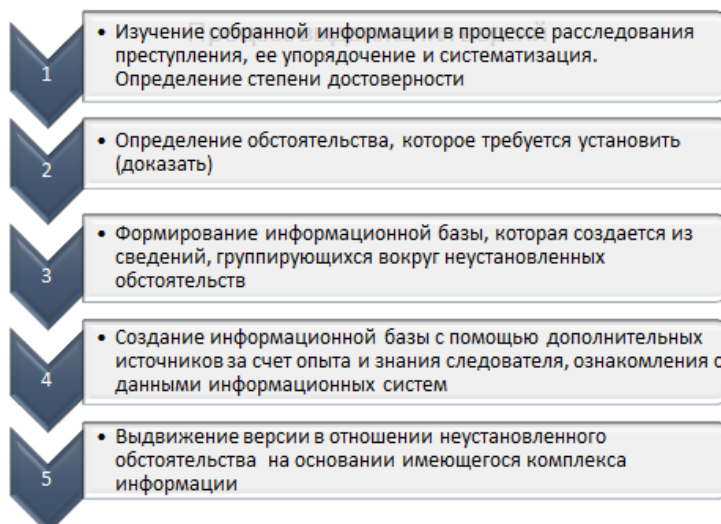 1
• Изучение собранной информации в процессе расследования
преступления, ее упорядочение и систематизация.
Определение степени достоверности
2
• Определение обстоятельства, которое требуется установить
(доказать)
3
• Формирование информационной базы, которая создается из
сведений, группирующихся вокруг неустановленных
обстоятельств
4
• Создание информационной базы с помощью дополнительных
источников за счет опыта и знания следователя, ознакомления с
данными информационных систем
5
• Выдвижение версии в отношении неустановленного
обстоятельства на основании имеющегося комплекса
информации